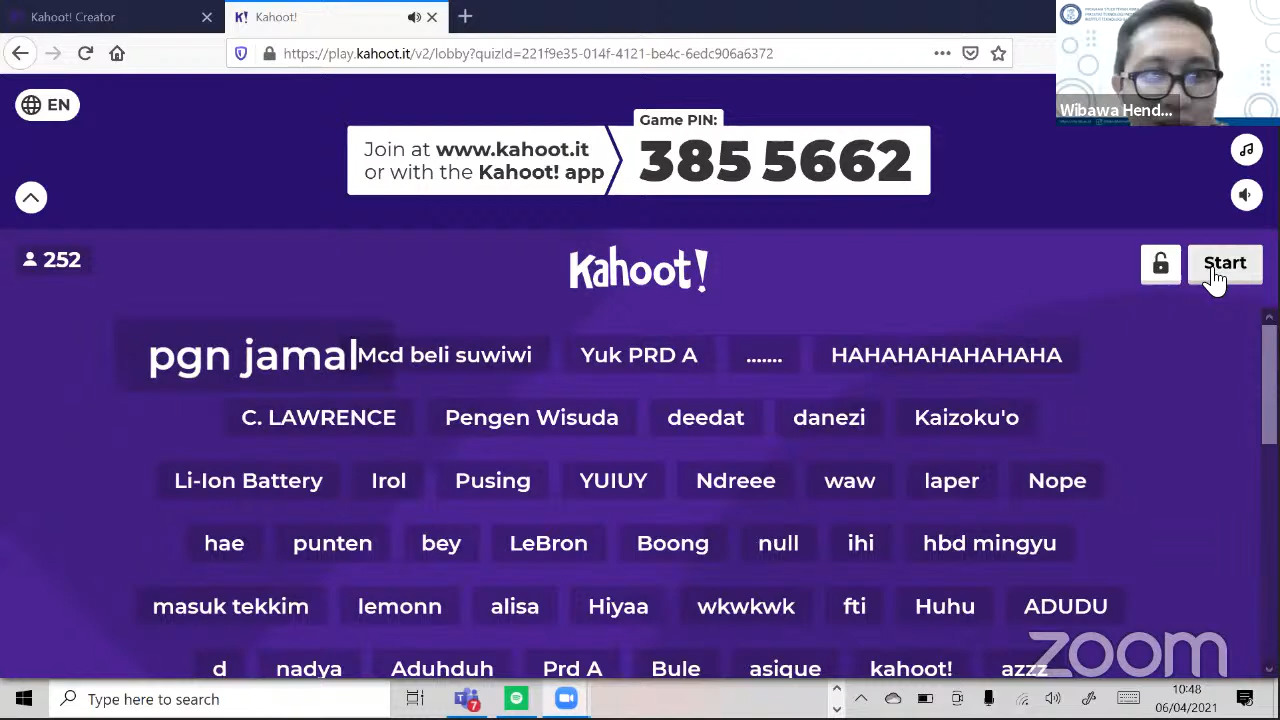 Kahoot! Creator
K! Kahoot!
https://play.kahoot.it/v2/lobby?quizId=2219ce35-014f-4121-be4c-6edc906a6372
Wibawa Hend...
EN
Game PIN:
Join at www.kahoot.it
or with the Kahoot! app
385 5662
252
Kahoot!
Start
pgn jamal Mcd beli suwiwi Yuk PRD A ....... HAHAHAHAHAHAHA
C. LAWRENCE Pengen Wisuda deedat danezi Kaizoku'o
Li-Ion Battery Irol Pusing YUIUY Ndreee waw laper Nope
hae punten bey LeBron Boong null ihi hbd mingyu
masuk tekkim lemonn alisa Hiyaa wkwkwk fti Huhu ADUDU
d nadya Aduhduh Prd A Bule asique kahoot! azzz
zoom
Type here to search
7
10:48
06/04/2021